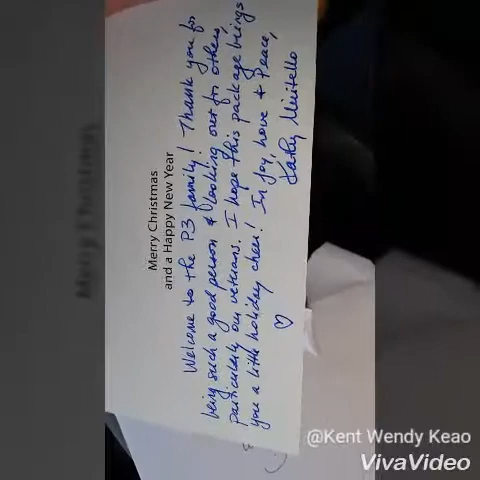 Merry Christmas
and a Happy New Year
Welcome to the P3 family! Thank you for
being such a good person & looking out for others,
particularly our veterans. I hope this package brings
you a little holiday cheer! In Joy, Love & Peace,
♡ Kathy
@Kent Wendy Keao
VivaVideo